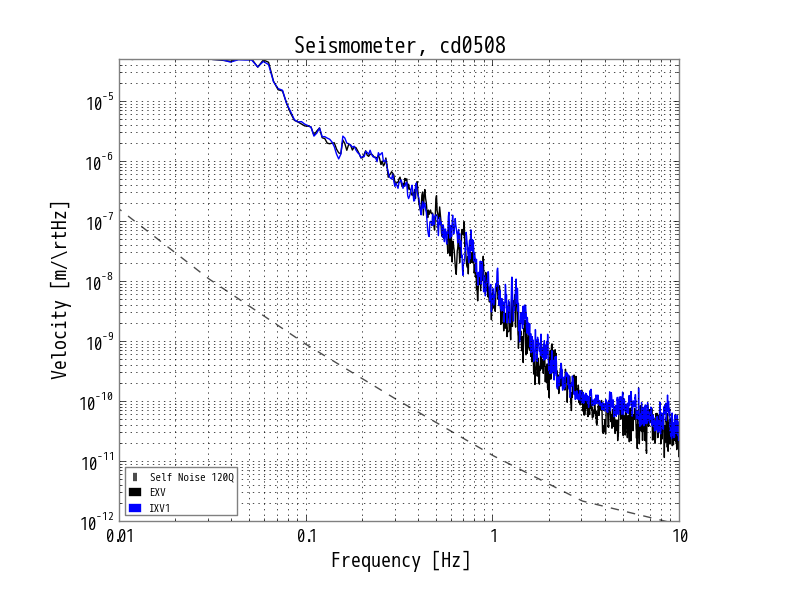 Seismometer, cd0508
Velocity [m/\rtHz]
10^-5
10^-6
10^-7
10^-8
10^-9
10^-10
10^-11
10^-12
Self Noise 120Q
EXV
IXV1
0.01
0.1
1
10
Frequency [Hz]